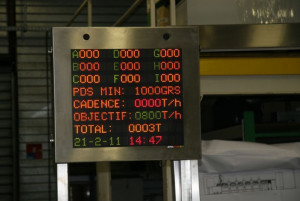 A000 D000 G000
B000 E000 H000
C000 F000 I000
PDS MIN: 1000GRS
CADENCE: 0000T/h
OBJECTIF:0800T/h
TOTAL: 0003T
21-2-11 14:47